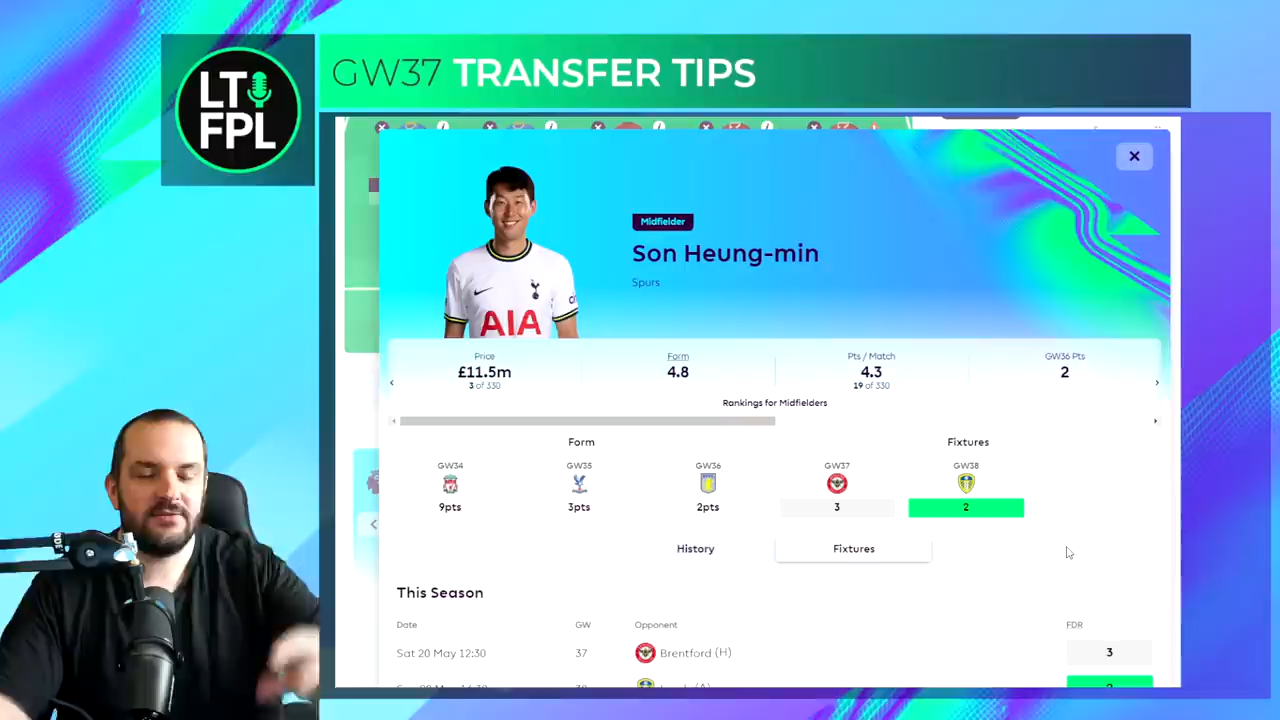 LT
FPL
GW37 TRANSFER TIPS
Midfielder
Son Heung-min
Spurs
AIA
Price
£11.5m
3 of 330
Form
4.8
Pts / Match
4.3
19 of 330
GW36 Pts
2
Rankings for Midfielders
Form
Fixtures
GW34
GW35
GW36
GW37
GW38
9pts
3pts
2pts
3
2
History
Fixtures
This Season
Date
GW
Opponent
FDR
Sat 20 May 12:30
37
Brentford (H)
3